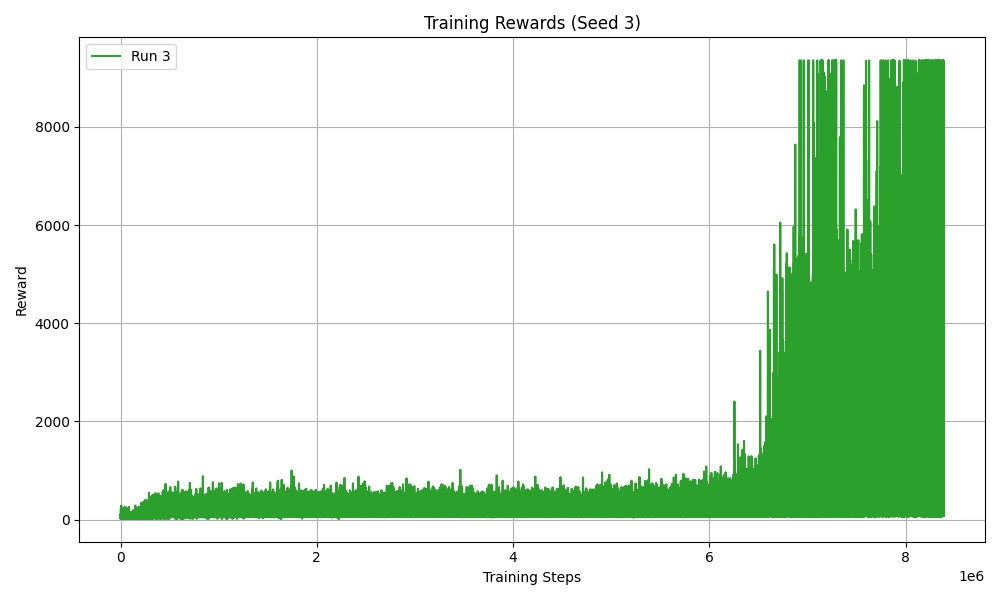 Training Rewards (Seed 3)
Run 3
8000
6000
4000
2000
0
Reward
0 2 4 6 8
1e6
Training Steps